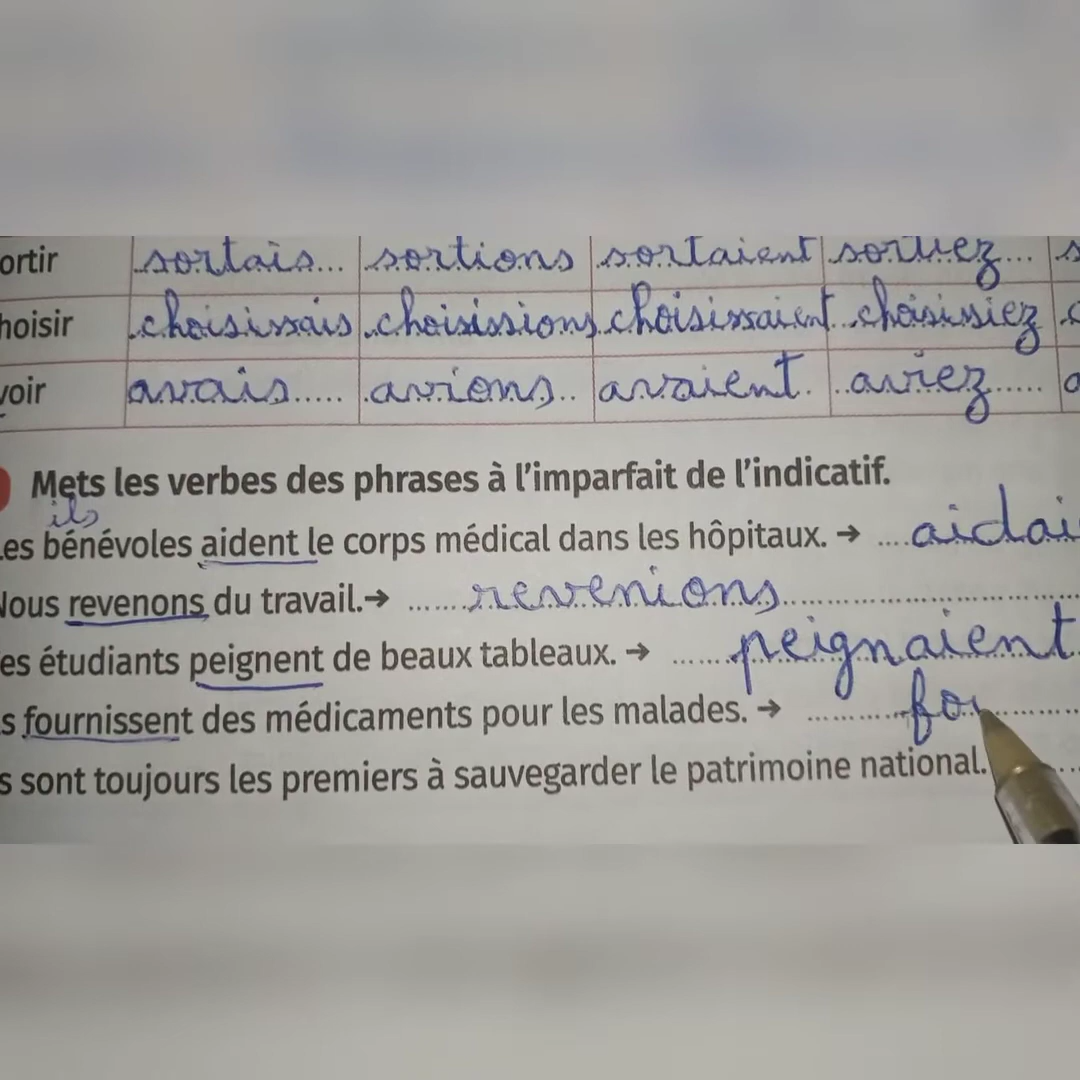 ortir sortais... sortions sortaient sortiez... s
hoisir choisissais choisissions choisissaient choisissiez c
voir avais..... avions.. avaient. ..aviez..... a
Mets les verbes des phrases à l'imparfait de l'indicatif.
ils
Les bénévoles aident le corps médical dans les hôpitaux. → ....aidai
Nous revenons du travail.→ ......revenions..............................
es étudiants peignent de beaux tableaux. → ......peignaient
s fournissent des médicaments pour les malades. → ..........fou..........
s sont toujours les premiers à sauvegarder le patrimoine national. ..